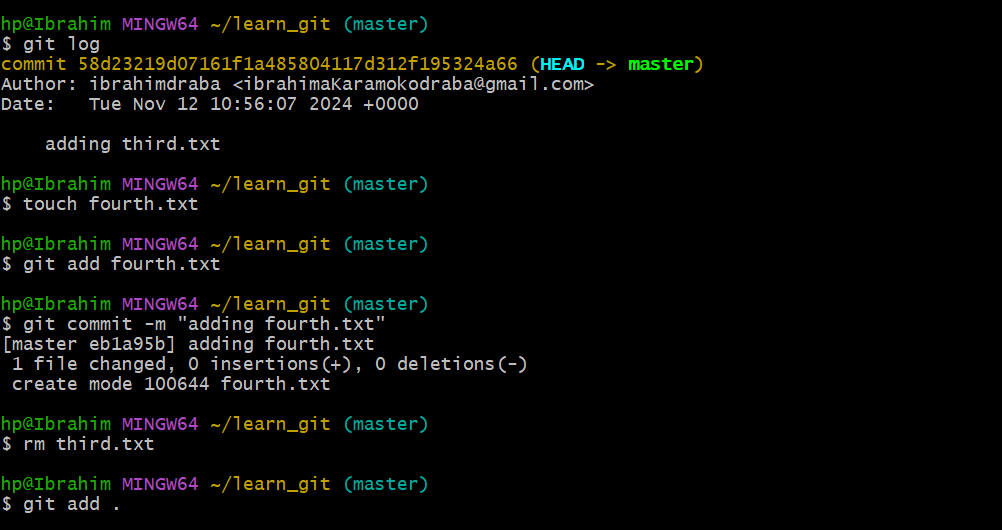 hp@Ibrahim MINGW64 ~/learn_git (master)
$ git log
commit 58d23219d07161f1a485804117d312f195324a66 (HEAD -> master)
Author: ibrahimdraba <ibrahimaKaramokodraba@gmail.com>
Date:   Tue Nov 12 10:56:07 2024 +0000
    adding third.txt
hp@Ibrahim MINGW64 ~/learn_git (master)
$ touch fourth.txt
hp@Ibrahim MINGW64 ~/learn_git (master)
$ git add fourth.txt
hp@Ibrahim MINGW64 ~/learn_git (master)
$ git commit -m "adding fourth.txt"
[master eb1a95b] adding fourth.txt
 1 file changed, 0 insertions(+), 0 deletions(-)
 create mode 100644 fourth.txt
hp@Ibrahim MINGW64 ~/learn_git (master)
$ rm third.txt
hp@Ibrahim MINGW64 ~/learn_git (master)
$ git add .